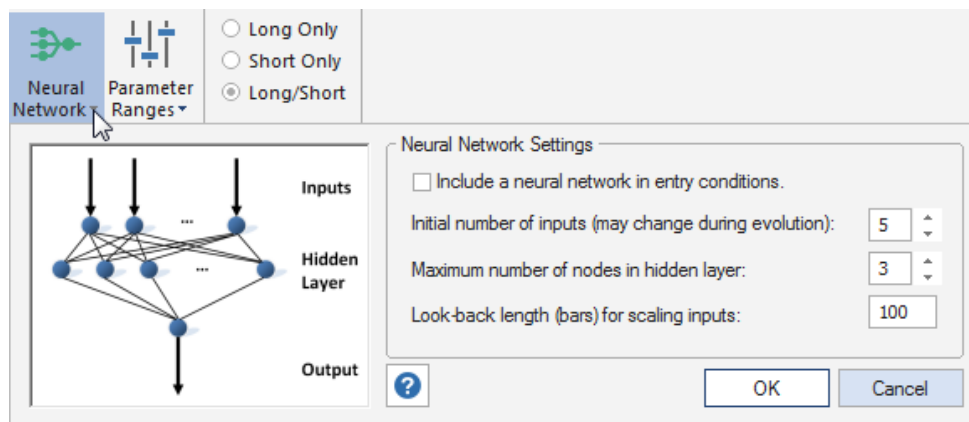 Neural
Network
Parameter
Ranges
Long Only
Short Only
Long/Short
Inputs
...
...
Hidden
Layer
Output
Neural Network Settings
Include a neural network in entry conditions.
Initial number of inputs (may change during evolution): 5
Maximum number of nodes in hidden layer: 3
Look-back length (bars) for scaling inputs: 100
?
OK
Cancel